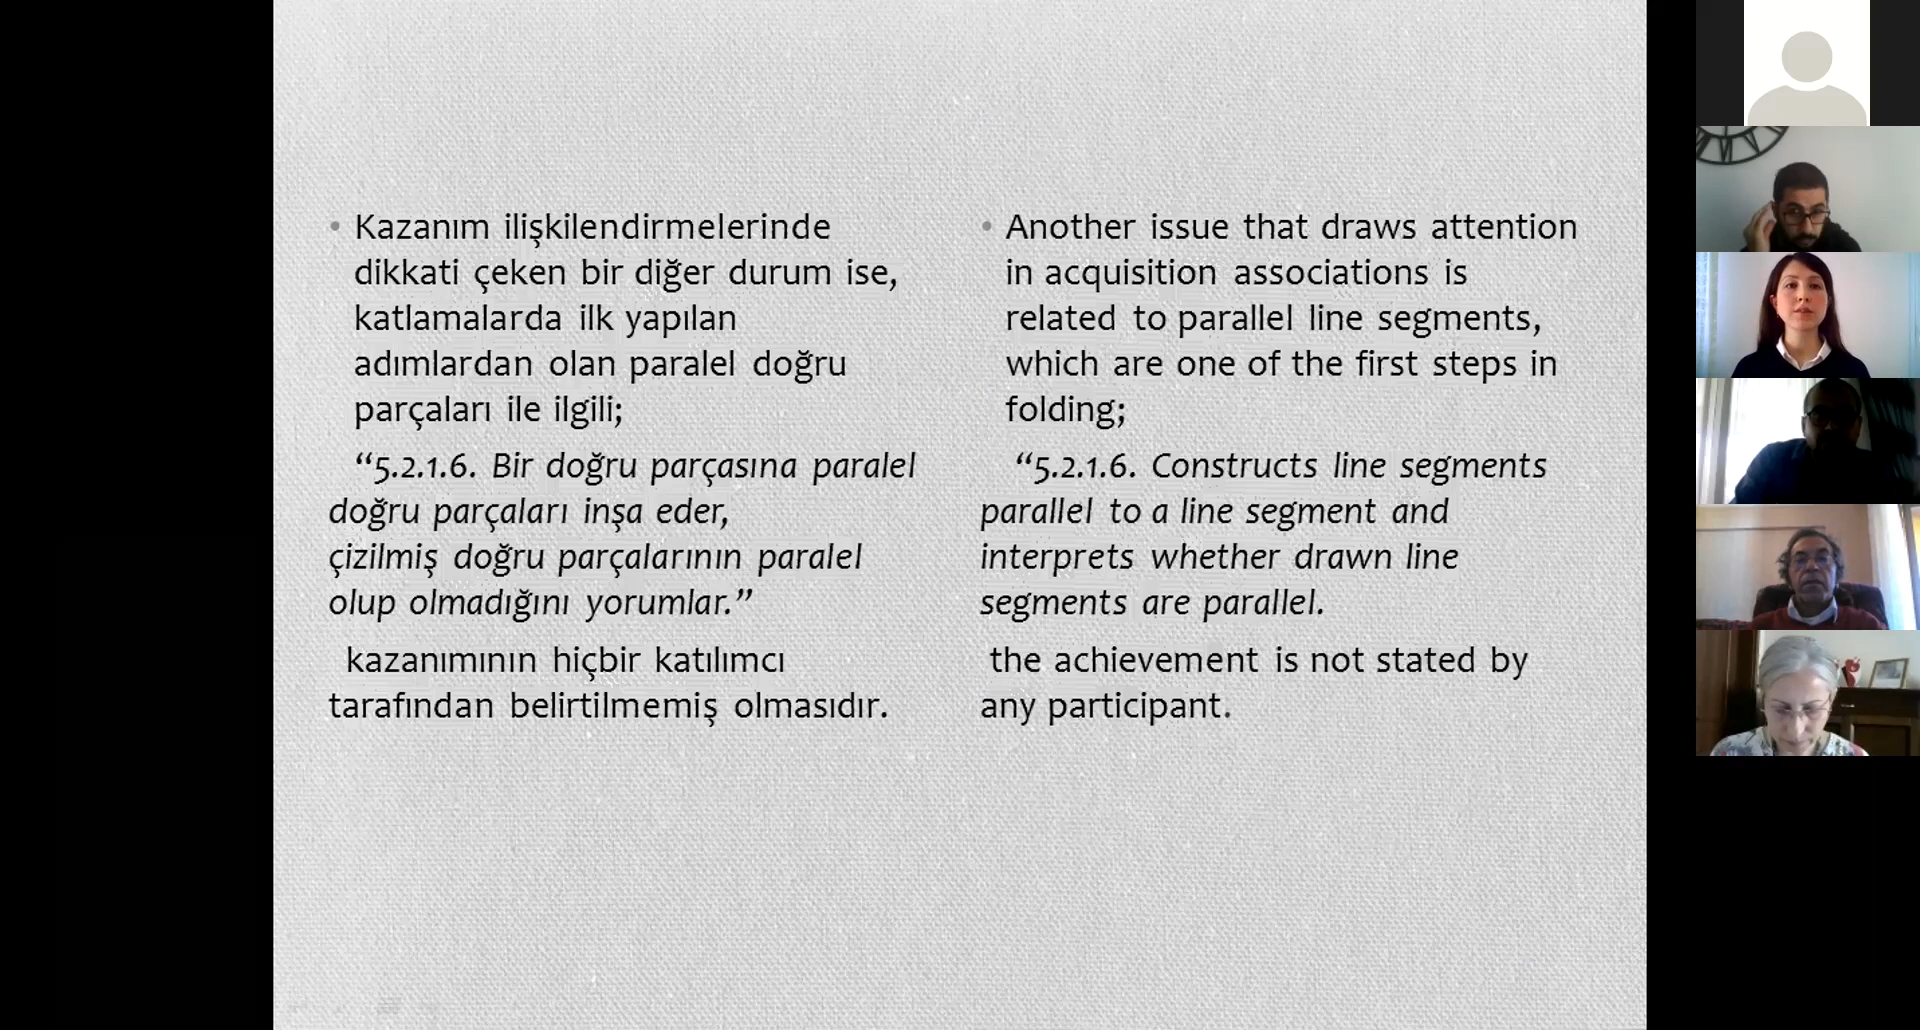 • Kazanım ilişkilendirmelerinde
dikkati çeken bir diğer durum ise,
katlamalarda ilk yapılan
adımlardan olan paralel doğru
parçaları ile ilgili;
“5.2.1.6. Bir doğru parçasına paralel
doğru parçaları inşa eder,
çizilmiş doğru parçalarının paralel
olup olmadığını yorumlar.”
kazanımının hiçbir katılımcı
tarafından belirtilmemiş olmasıdır.
• Another issue that draws attention
in acquisition associations is
related to parallel line segments,
which are one of the first steps in
folding;
“5.2.1.6. Constructs line segments
parallel to a line segment and
interprets whether drawn line
segments are parallel.
the achievement is not stated by
any participant.